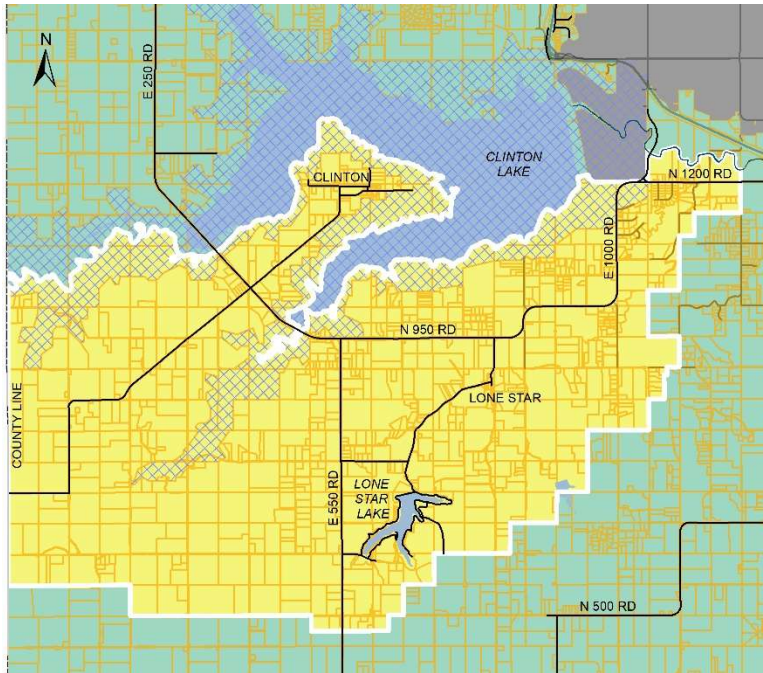 N
E 250 RD
CLINTON
LAKE
CLINTON
N 1200 RD
E 1000 RD
N 950 RD
LONE STAR
COUNTY LINE
E 550 RD
LONE
STAR
LAKE
N 500 RD